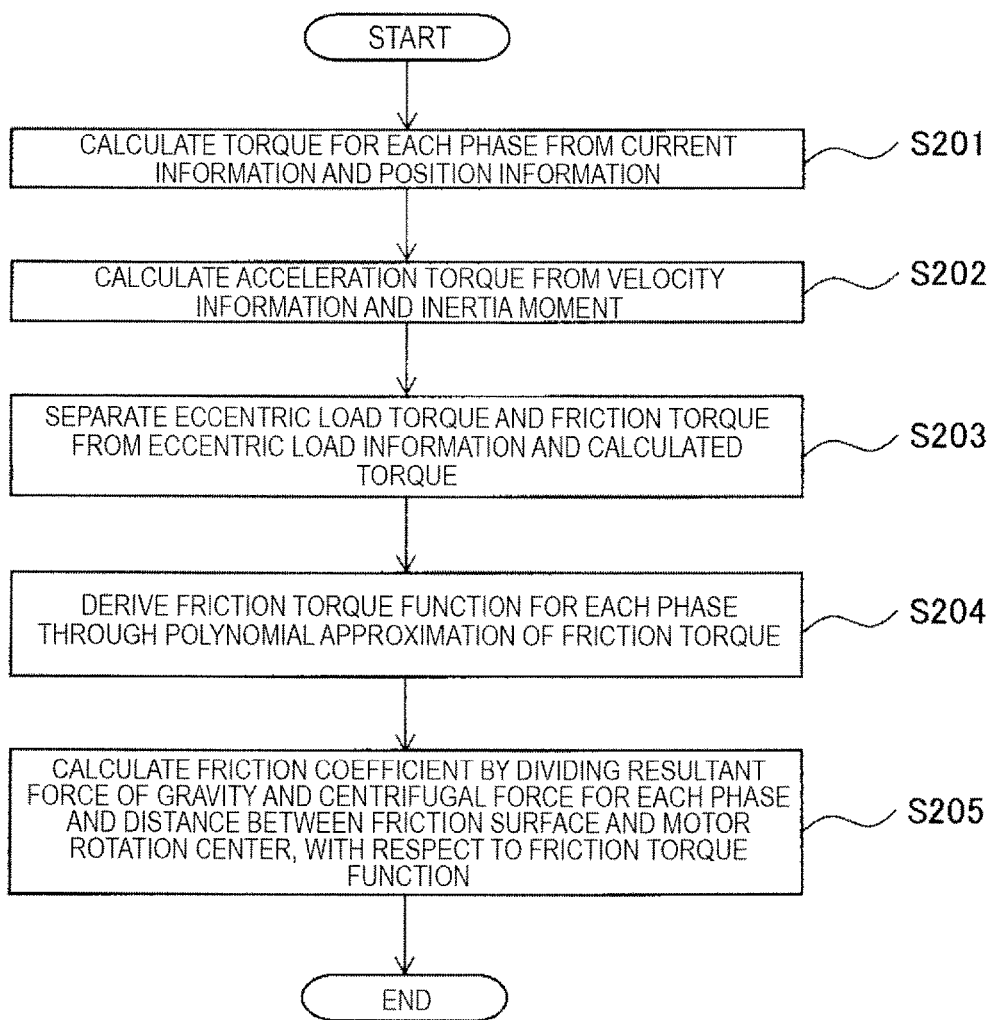 START
CALCULATE TORQUE FOR EACH PHASE FROM CURRENT
INFORMATION AND POSITION INFORMATION
S201
CALCULATE ACCELERATION TORQUE FROM VELOCITY
INFORMATION AND INERTIA MOMENT
S202
SEPARATE ECCENTRIC LOAD TORQUE AND FRICTION TORQUE
FROM ECCENTRIC LOAD INFORMATION AND CALCULATED
TORQUE
S203
DERIVE FRICTION TORQUE FUNCTION FOR EACH PHASE
THROUGH POLYNOMIAL APPROXIMATION OF FRICTION TORQUE
S204
CALCULATE FRICTION COEFFICIENT BY DIVIDING RESULTANT
FORCE OF GRAVITY AND CENTRIFUGAL FORCE FOR EACH PHASE
AND DISTANCE BETWEEN FRICTION SURFACE AND MOTOR
ROTATION CENTER, WITH RESPECT TO FRICTION TORQUE
FUNCTION
S205
END